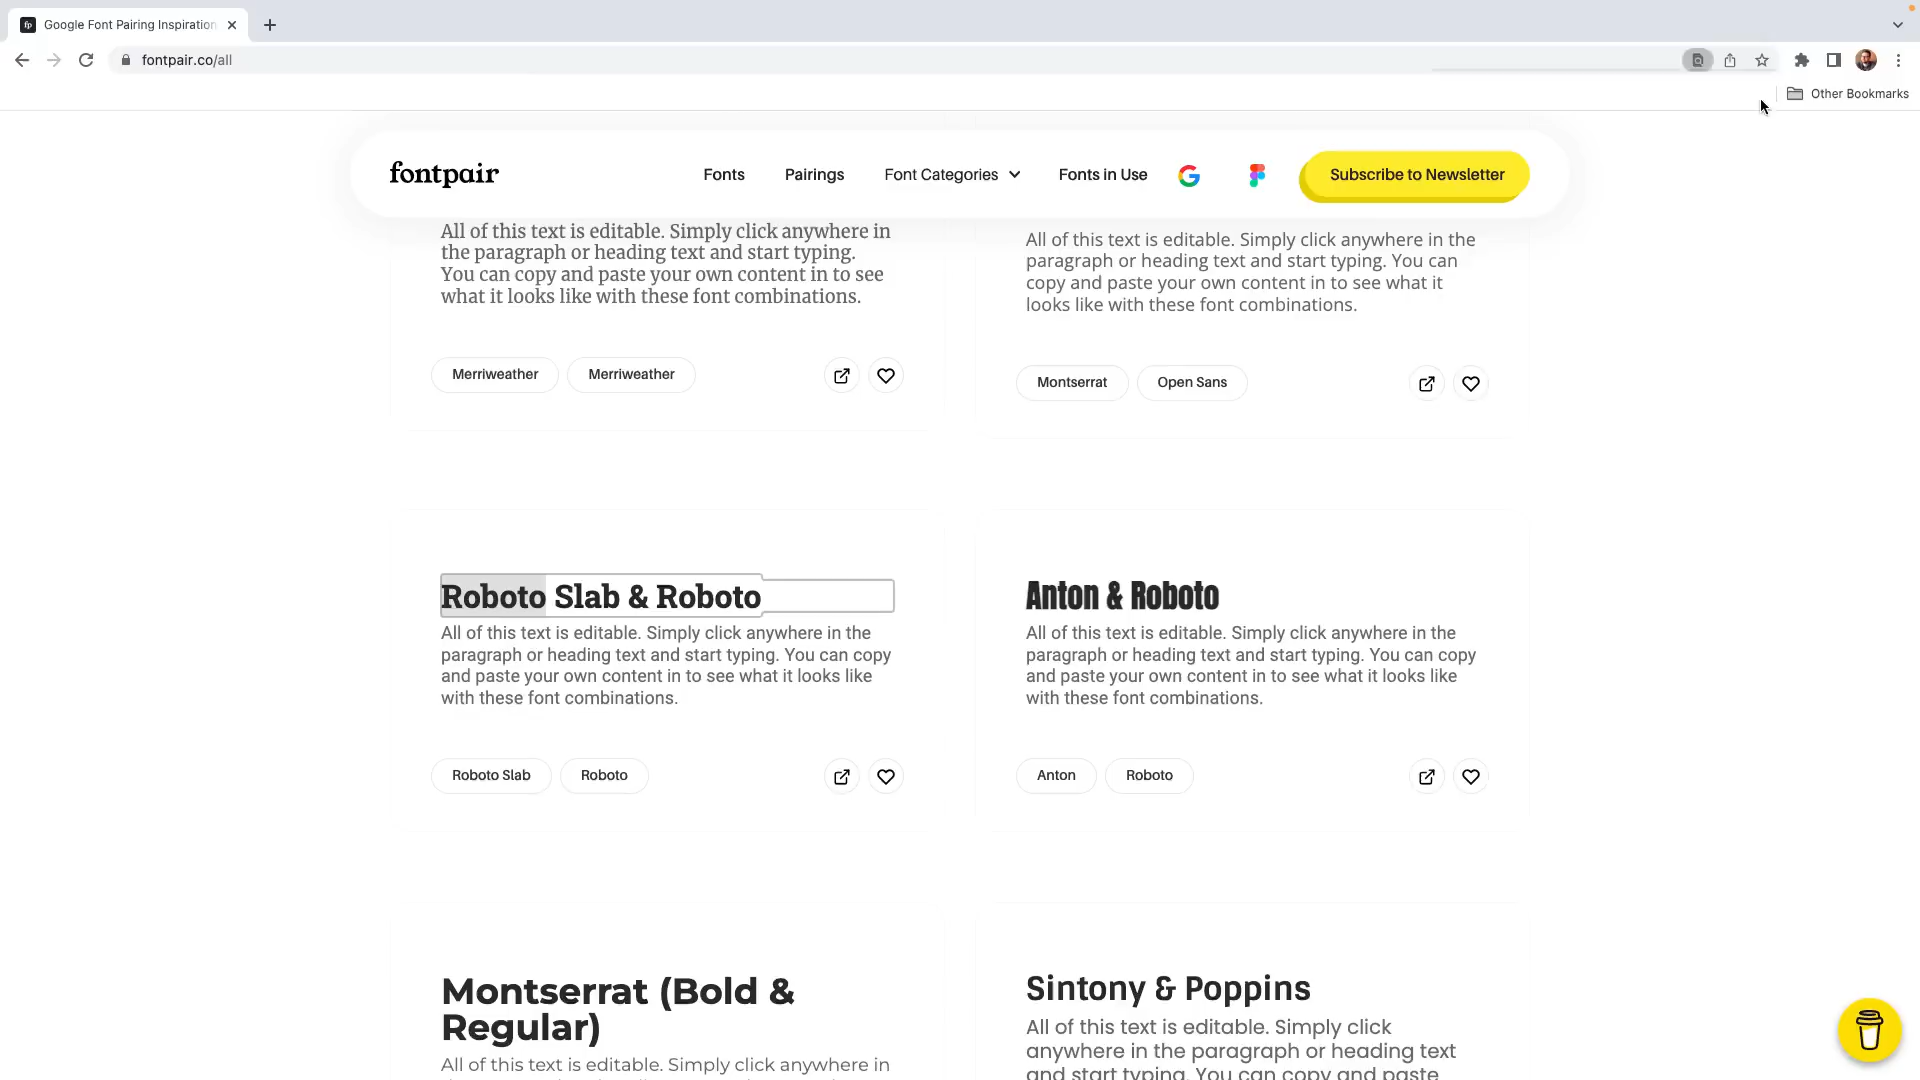 fp Google Font Pairing Inspiration
fontpair.co/all
Other Bookmarks
fontpair
Fonts
Pairings
Font Categories
Fonts in Use
Subscribe to Newsletter
All of this text is editable. Simply click anywhere in
the paragraph or heading text and start typing.
You can copy and paste your own content in to see
what it looks like with these font combinations.
Merriweather
Merriweather
All of this text is editable. Simply click anywhere in the
paragraph or heading text and start typing. You can
copy and paste your own content in to see what it
looks like with these font combinations.
Montserrat
Open Sans
Roboto Slab & Roboto
All of this text is editable. Simply click anywhere in the
paragraph or heading text and start typing. You can copy
and paste your own content in to see what it looks like
with these font combinations.
Roboto Slab
Roboto
Anton & Roboto
All of this text is editable. Simply click anywhere in the
paragraph or heading text and start typing. You can copy
and paste your own content in to see what it looks like
with these font combinations.
Anton
Roboto
Montserrat (Bold &
Regular)
All of this text is editable. Simply click anywhere in
Sintony & Poppins
All of this text is editable. Simply click
anywhere in the paragraph or heading text
and start typing. You can copy and paste